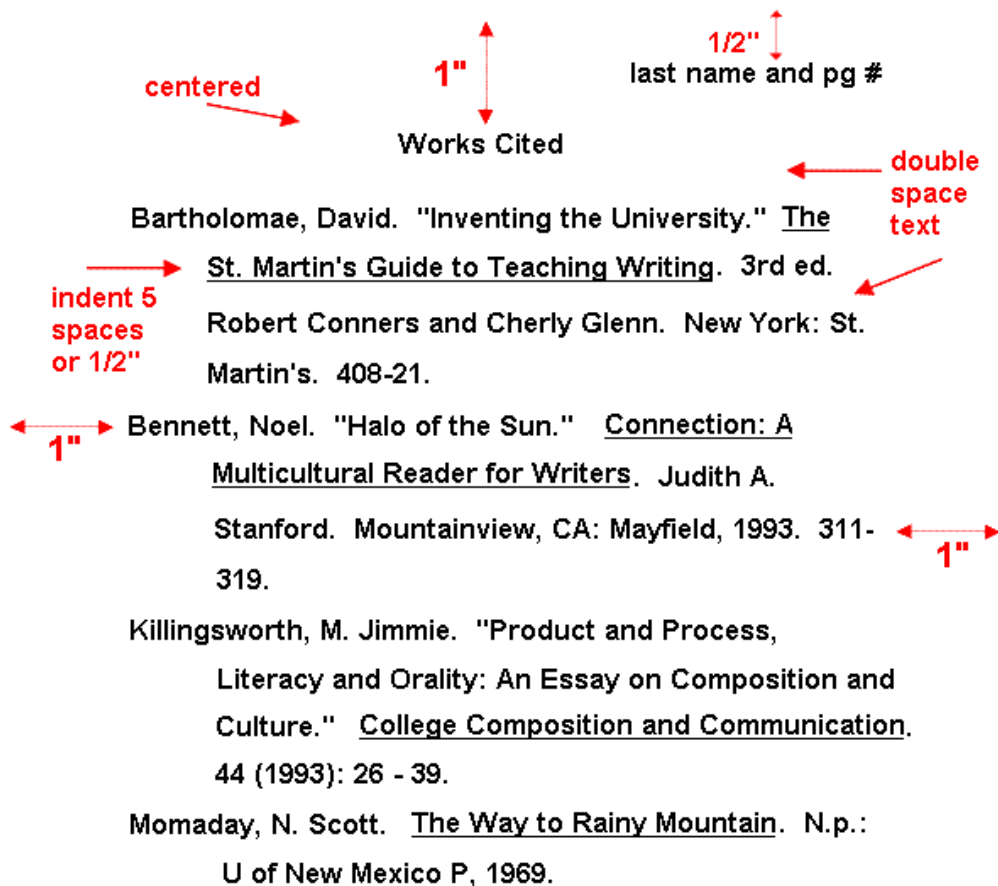 1/2"
last name and pg #
1"
centered
Works Cited
double
space
text
Bartholomae, David.  "Inventing the University."  The
St. Martin's Guide to Teaching Writing.  3rd ed.
indent 5
spaces
or 1/2"
Robert Conners and Cherly Glenn.  New York: St.
Martin's.  408-21.
1"
Bennett, Noel.  "Halo of the Sun."  Connection: A
Multicultural Reader for Writers.  Judith A.
Stanford.  Mountainview, CA: Mayfield, 1993.  311-
1"
319.
Killingsworth, M. Jimmie.  "Product and Process,
Literacy and Orality: An Essay on Composition and
Culture."  College Composition and Communication.
44 (1993): 26 - 39.
Momaday, N. Scott.  The Way to Rainy Mountain.  N.p.:
U of New Mexico P, 1969.